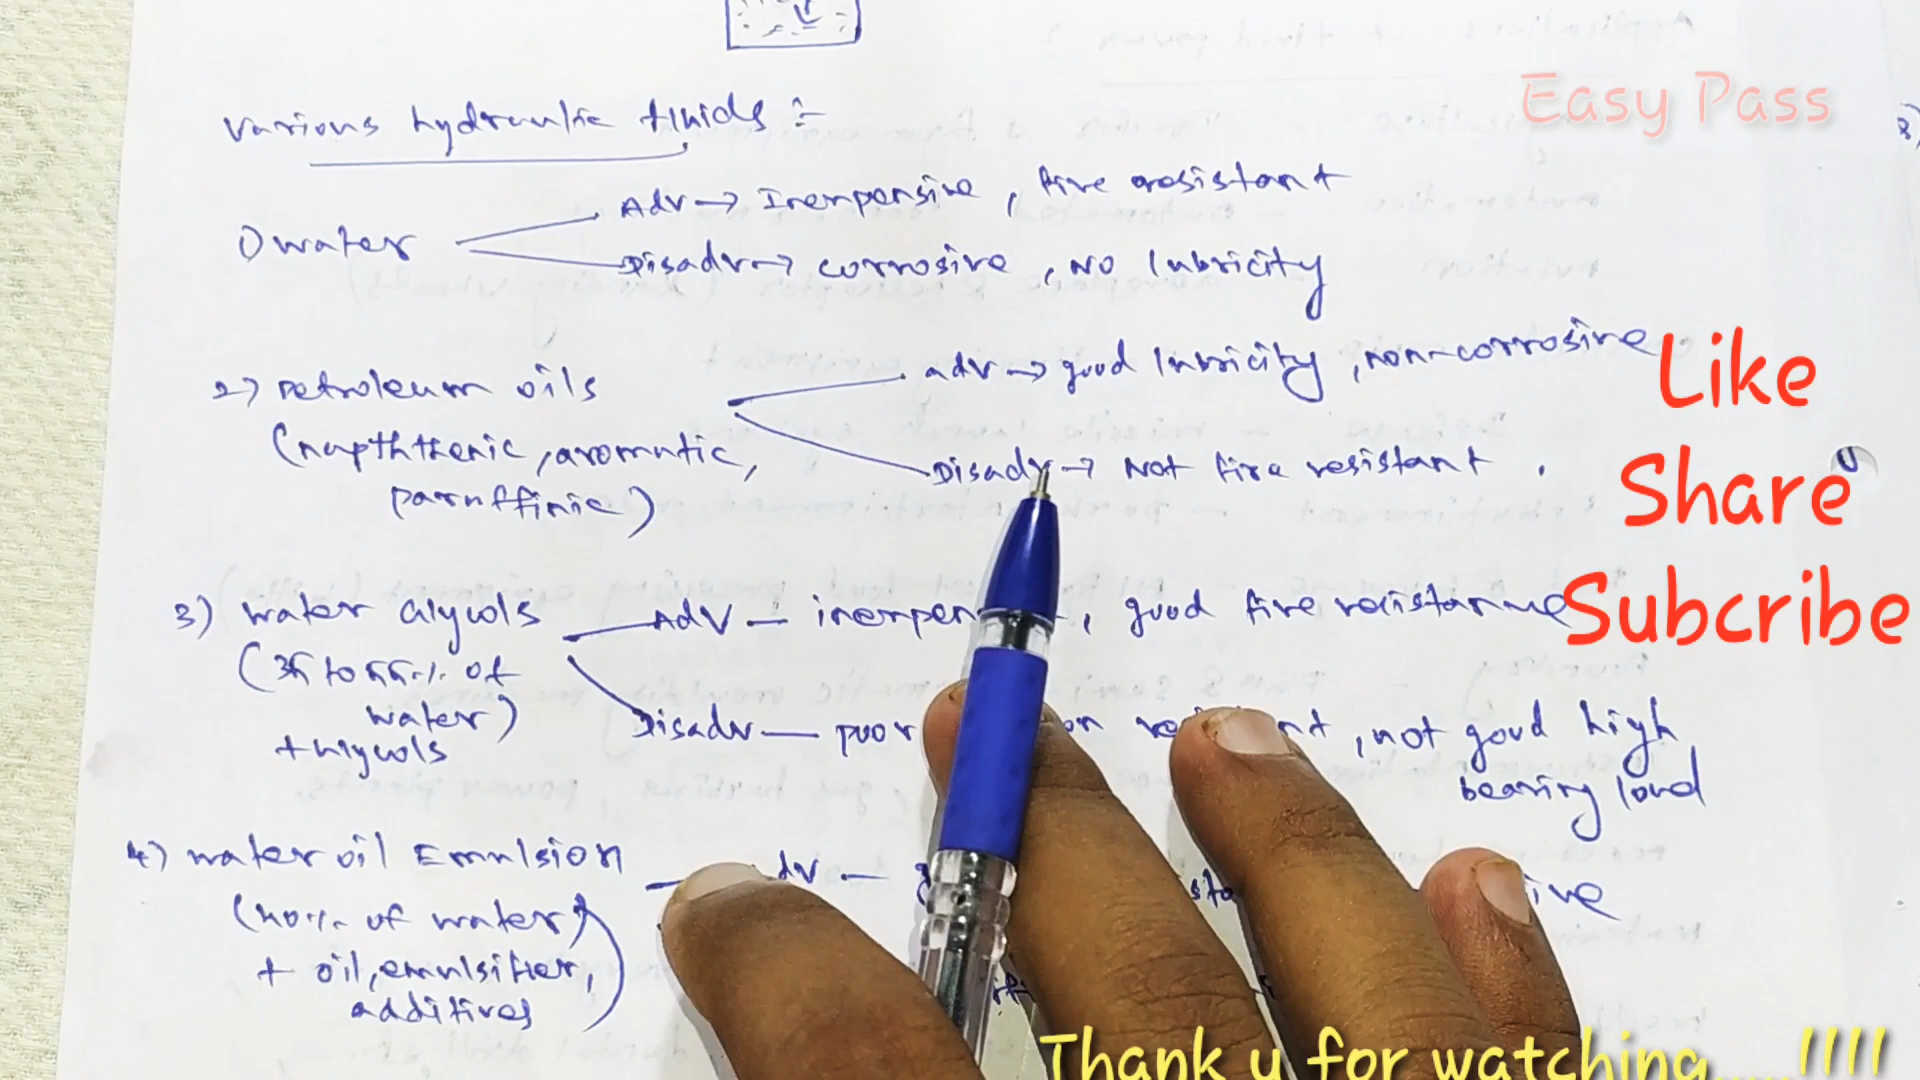 Various hydraulic fluids :-
Easy Pass
1) water
Adv → Inexpensive, fire resistant
Disadv → corrosive, No lubricity
2) Petroleum oils
(napththenic, aromatic,
paraffinic)
adv → good lubricity, non-corrosive
Disadv → Not fire resistant.
Like
Share
Subcribe
3) water Glycols
(35 to 55% of
water)
+ Glycols
Adv - , good fire resistance
Disadv - poor , not good high
bearing load
4) water oil Emulsion
(40% of water)
+ oil, emulsifier,
additives
Thank u for watching.....!!!!